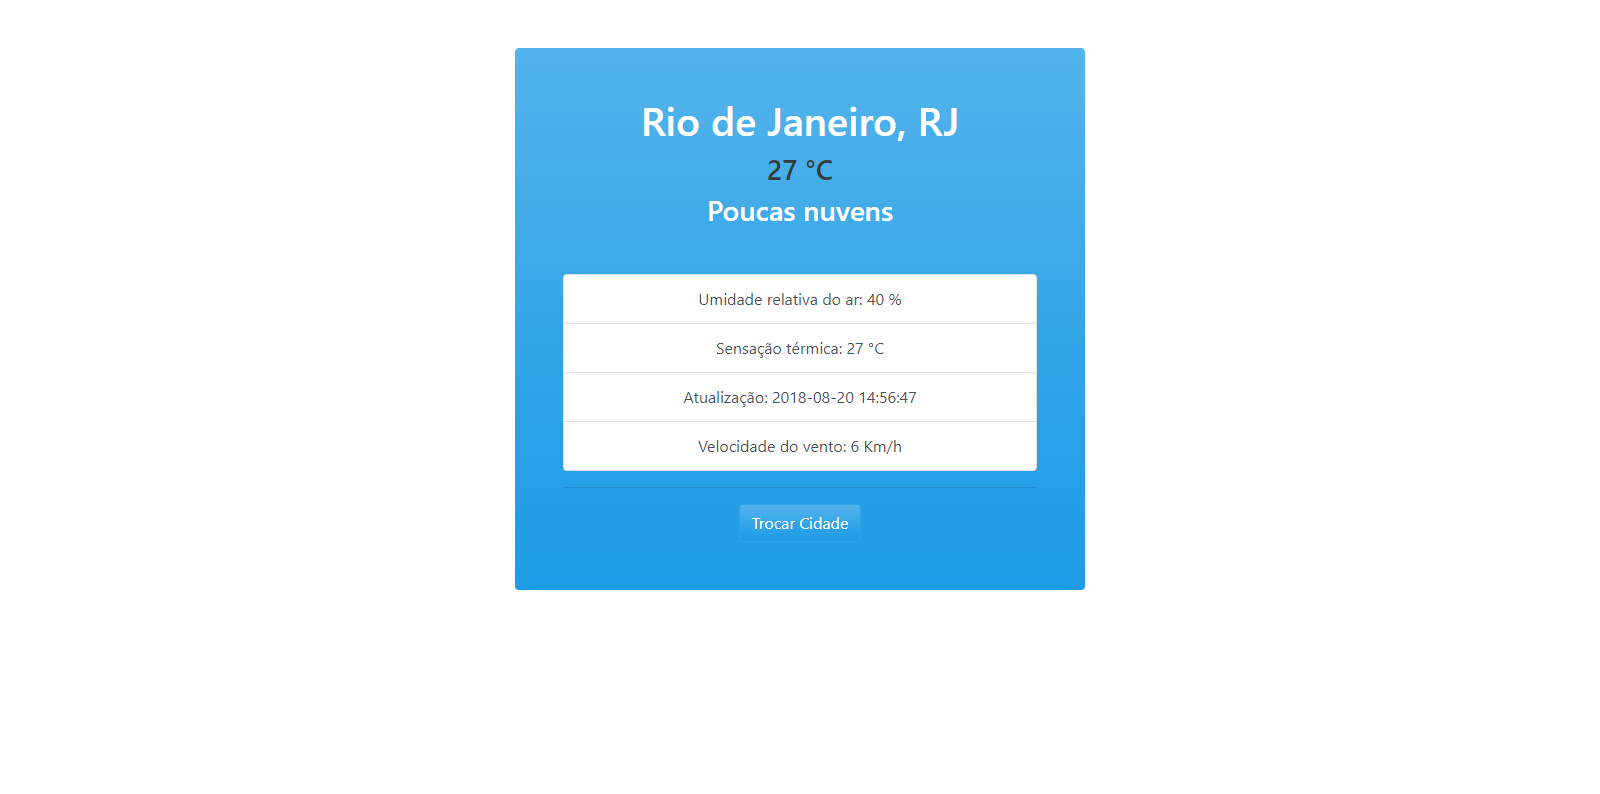 Rio de Janeiro, RJ
27 °C
Poucas nuvens
Umidade relativa do ar: 40 %
Sensação térmica: 27 °C
Atualização: 2018-08-20 14:56:47
Velocidade do vento: 6 Km/h
Trocar Cidade